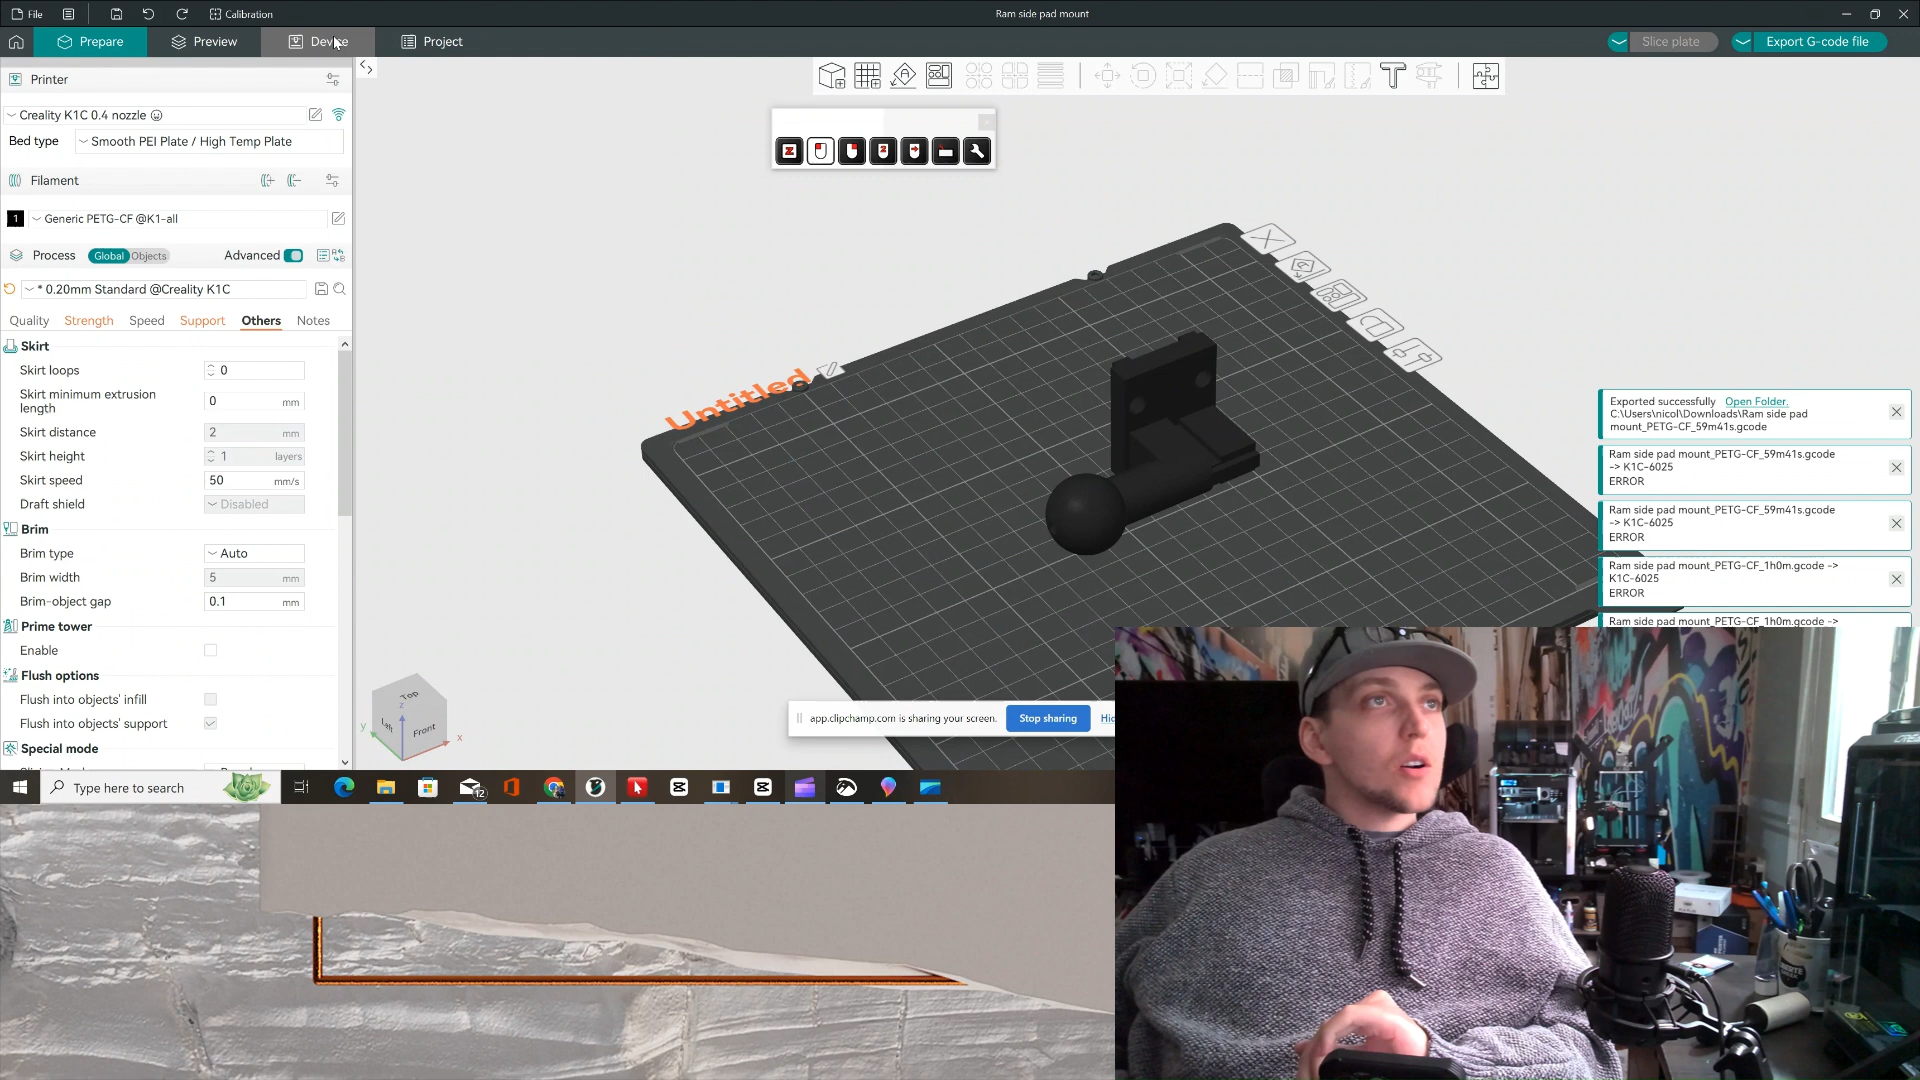 File
Calibration
Ram side pad mount
Prepare
Preview
Device
Project
Slice plate
Export G-code file
Printer
Creality K1C 0.4 nozzle
Bed type
Smooth PEI Plate / High Temp Plate
Filament
1
Generic PETG-CF @K1-all
Process
Global
Objects
Advanced
* 0.20mm Standard @Creality K1C
Quality
Strength
Speed
Support
Others
Notes
Skirt
Skirt loops
0
Skirt minimum extrusion
length
0
mm
Skirt distance
2
mm
Skirt height
1
layers
Skirt speed
50
mm/s
Draft shield
Disabled
Brim
Brim type
Auto
Brim width
5
mm
Brim-object gap
0.1
mm
Prime tower
Enable
Flush options
Flush into objects' infill
Flush into objects' support
Special mode
Untitled
Top
Left
Front
z
y
x
Exported successfully Open Folder.
C:\Users\nicol\Downloads\Ram side pad
mount_PETG-CF_59m41s.gcode
Ram side pad mount_PETG-CF_59m41s.gcode
-> K1C-6025
ERROR
Ram side pad mount_PETG-CF_59m41s.gcode
-> K1C-6025
ERROR
Ram side pad mount_PETG-CF_1h0m.gcode ->
K1C-6025
ERROR
Ram side pad mount_PETG-CF_1h0m.gcode ->
app.clipchamp.com is sharing your screen.
Stop sharing
Hid
Type here to search
12